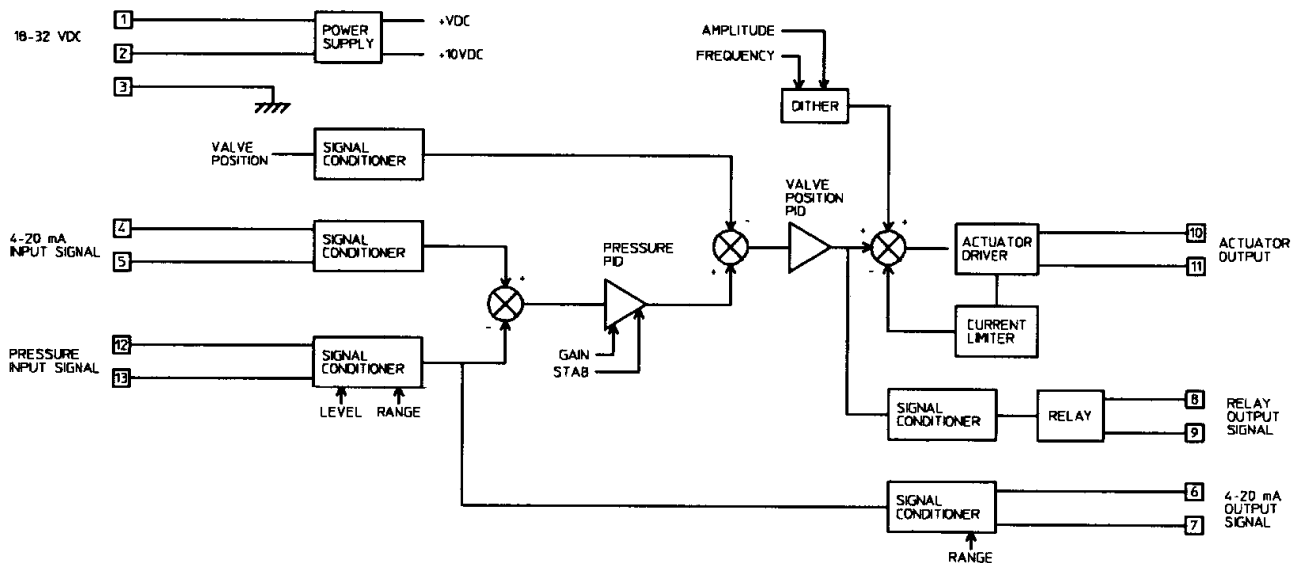 18-32 VDC
1
2
3
POWER
SUPPLY
+VDC
+10VDC
AMPLITUDE
FREQUENCY
DITHER
VALVE
POSITION
SIGNAL
CONDITIONER
4-20 mA
INPUT SIGNAL
4
5
SIGNAL
CONDITIONER
PRESSURE
INPUT SIGNAL
12
13
SIGNAL
CONDITIONER
LEVEL
RANGE
+
-
PRESSURE
PID
GAIN
STAB
-
+
VALVE
POSITION
PID
+
+
-
ACTUATOR
DRIVER
10
11
ACTUATOR
OUTPUT
CURRENT
LIMITER
SIGNAL
CONDITIONER
RELAY
8
9
RELAY
OUTPUT
SIGNAL
SIGNAL
CONDITIONER
RANGE
6
7
4-20 mA
OUTPUT
SIGNAL